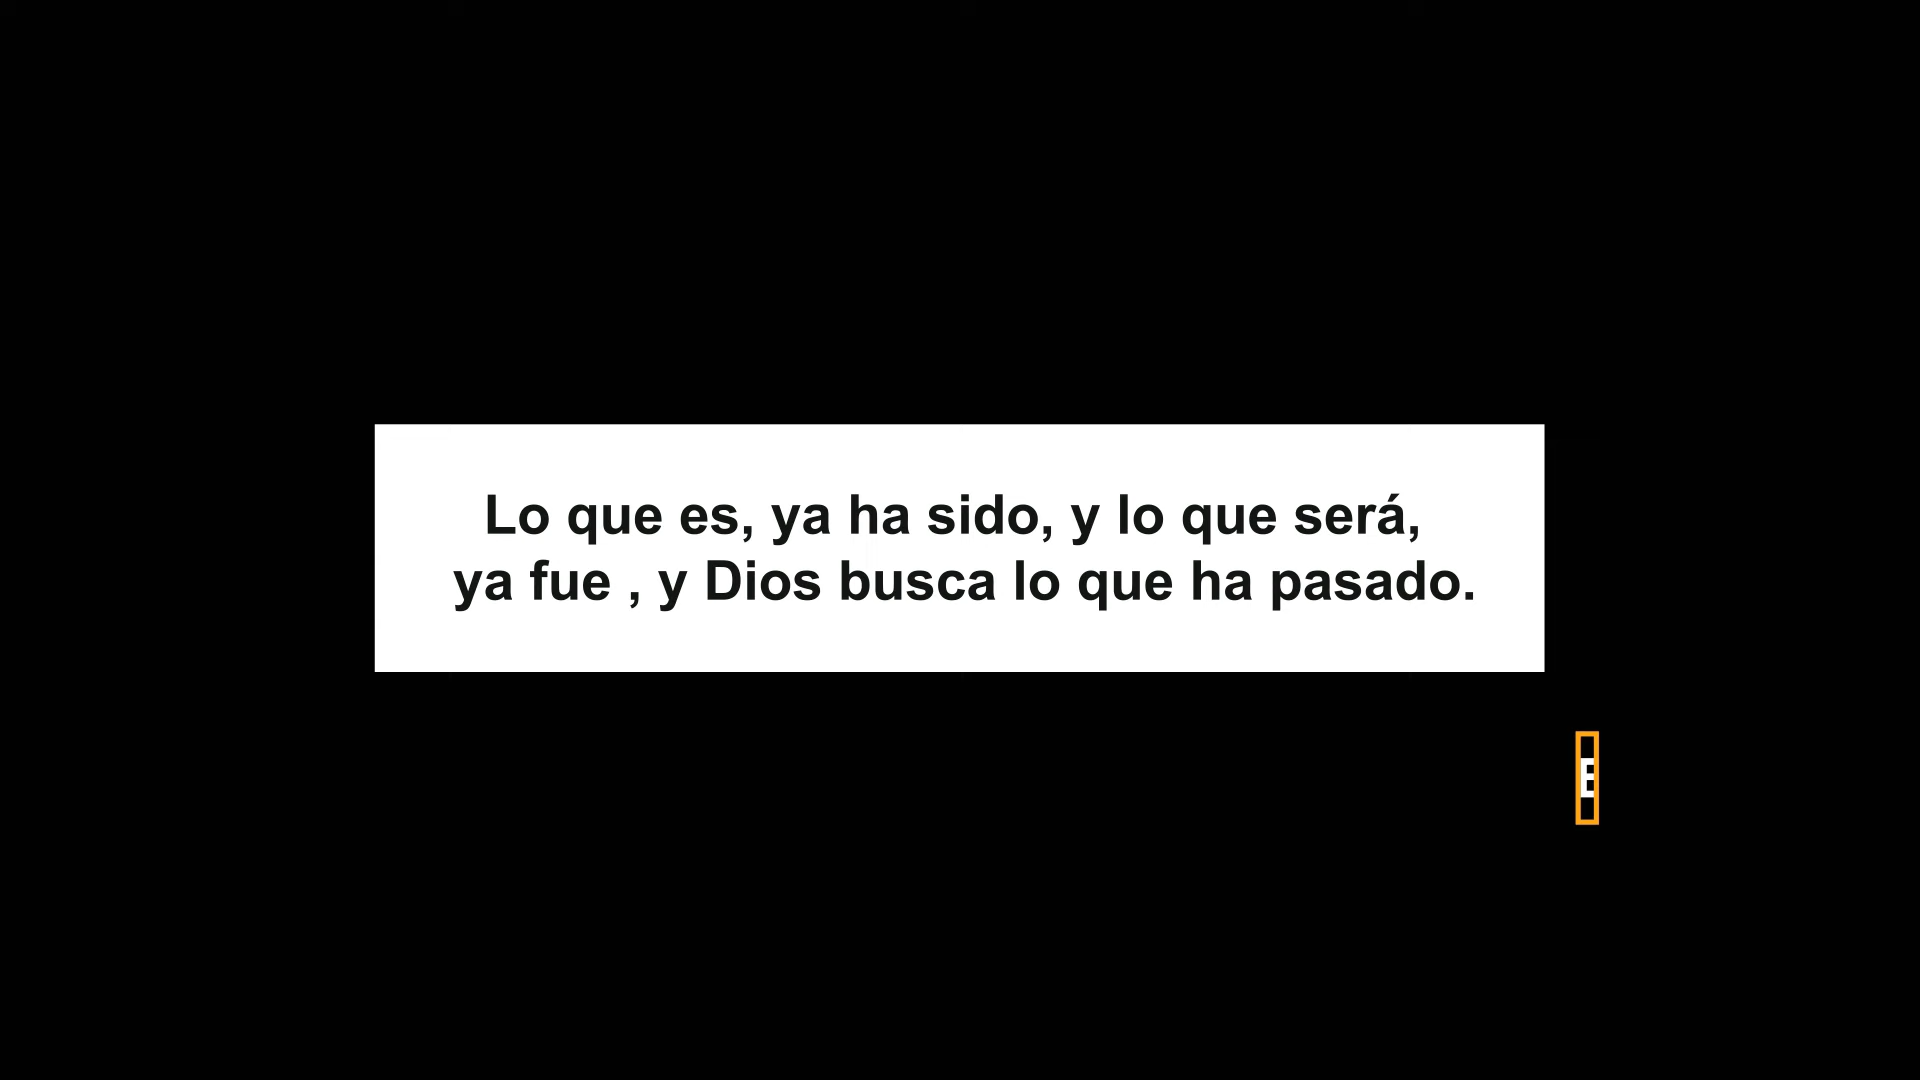 Lo que es, ya ha sido, y lo que será,
ya fue , y Dios busca lo que ha pasado.
E